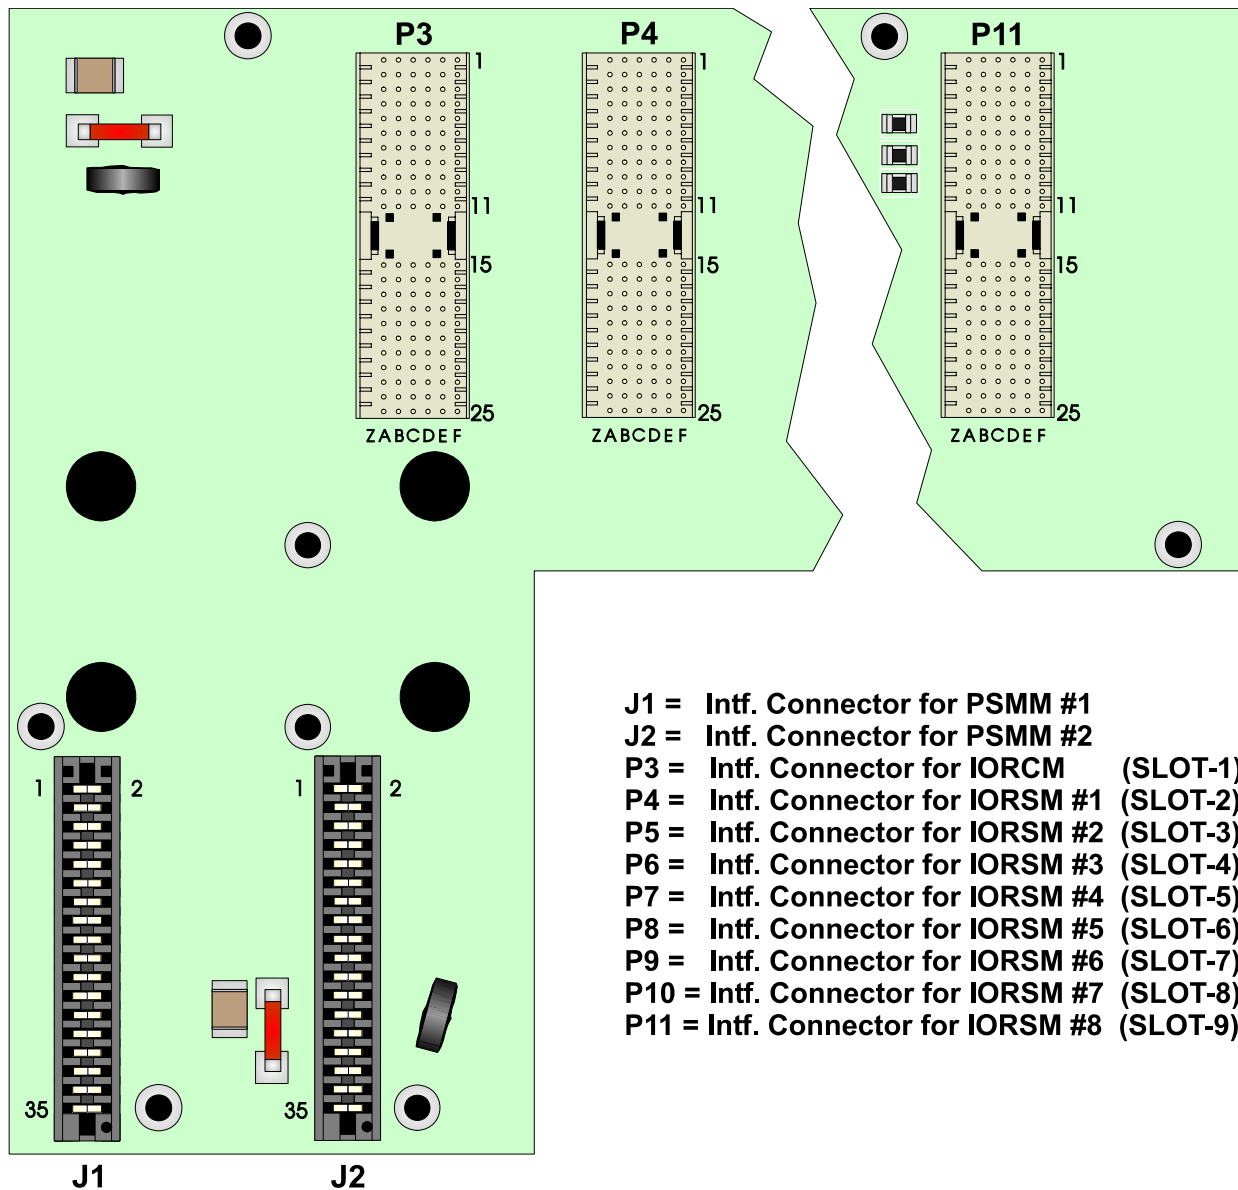 P3 P4 P11
1 1 1
11 11 11
15 15 15
25 25 25
ZABCDEF ZABCDEF ZABCDEF
J1 = Intf. Connector for PSMM #1
J2 = Intf. Connector for PSMM #2
P3 = Intf. Connector for IORCM (SLOT-1)
P4 = Intf. Connector for IORSM #1 (SLOT-2)
P5 = Intf. Connector for IORSM #2 (SLOT-3)
P6 = Intf. Connector for IORSM #3 (SLOT-4)
P7 = Intf. Connector for IORSM #4 (SLOT-5)
P8 = Intf. Connector for IORSM #5 (SLOT-6)
P9 = Intf. Connector for IORSM #6 (SLOT-7)
P10 = Intf. Connector for IORSM #7 (SLOT-8)
P11 = Intf. Connector for IORSM #8 (SLOT-9)
1 2 1 2
35 35
J1 J2